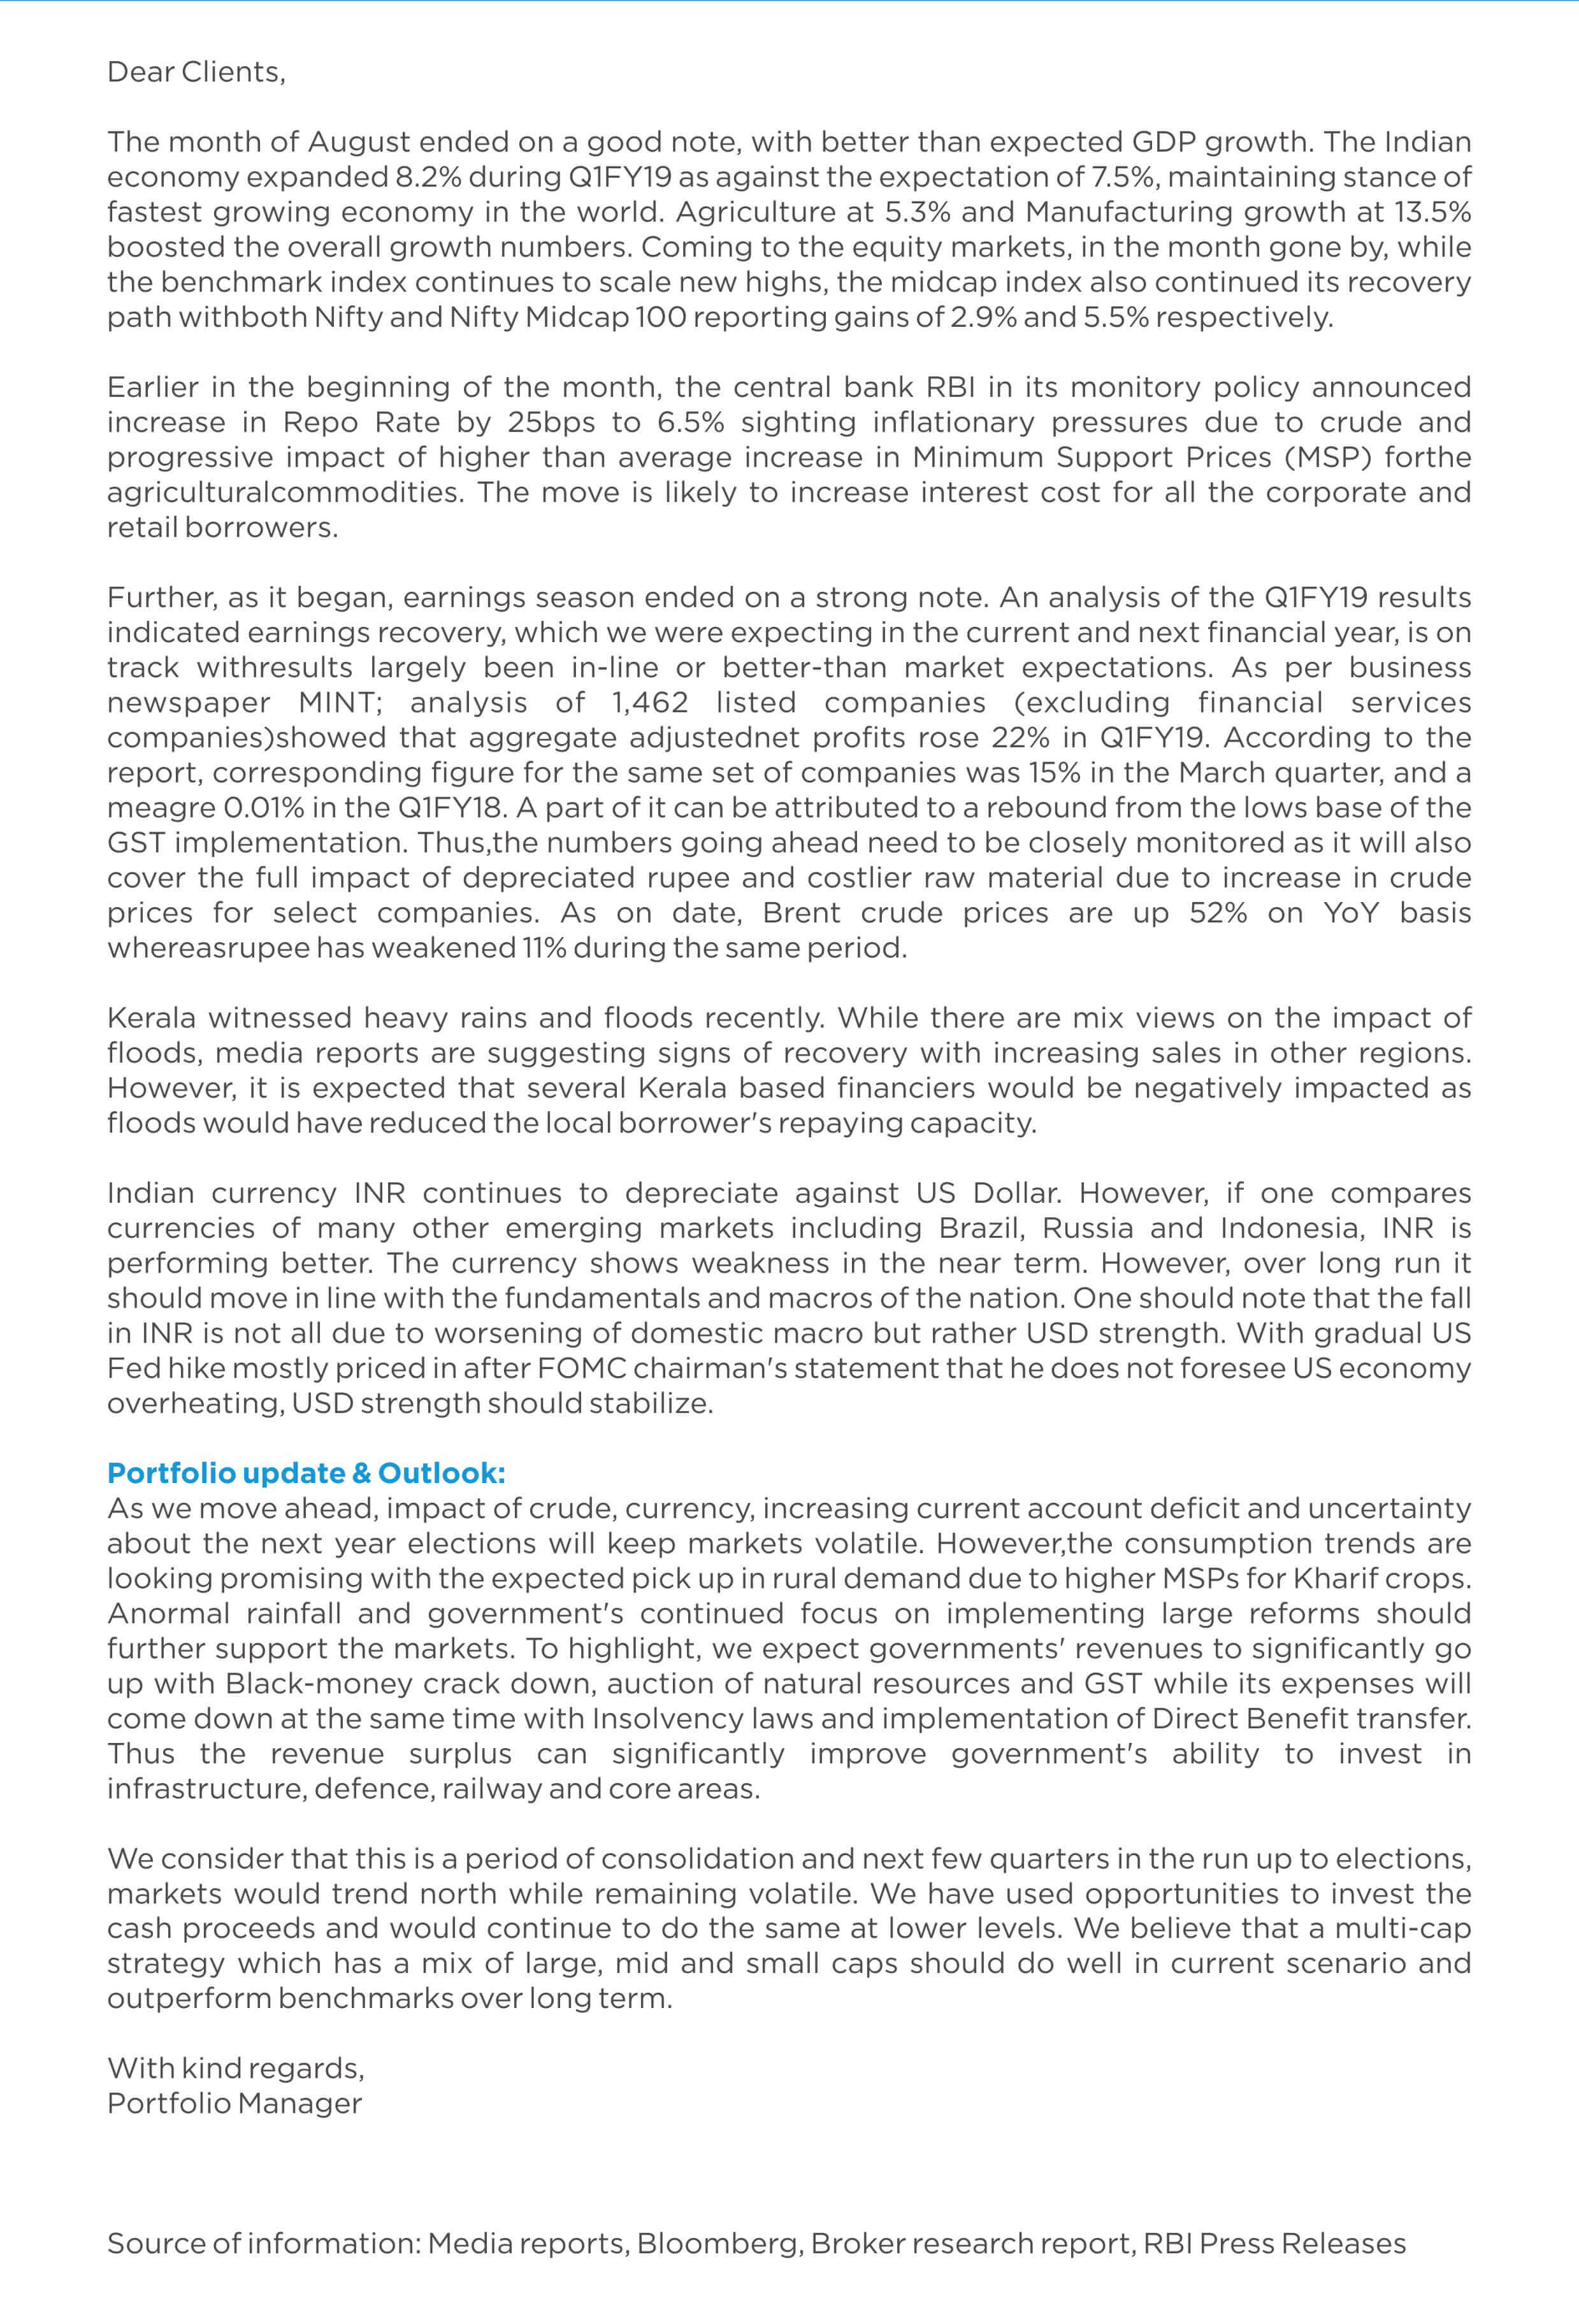 Dear Clients,
The month of August ended on a good note, with better than expected GDP growth. The Indian
economy expanded 8.2% during Q1FY19 as against the expectation of 7.5%, maintaining stance of
fastest growing economy in the world. Agriculture at 5.3% and Manufacturing growth at 13.5%
boosted the overall growth numbers. Coming to the equity markets, in the month gone by, while
the benchmark index continues to scale new highs, the midcap index also continued its recovery
path withboth Nifty and Nifty Midcap 100 reporting gains of 2.9% and 5.5% respectively.
Earlier in the beginning of the month, the central bank RBI in its monitory policy announced
increase in Repo Rate by 25bps to 6.5% sighting inflationary pressures due to crude and
progressive impact of higher than average increase in Minimum Support Prices (MSP) forthe
agriculturalcommodities. The move is likely to increase interest cost for all the corporate and
retail borrowers.
Further, as it began, earnings season ended on a strong note. An analysis of the Q1FY19 results
indicated earnings recovery, which we were expecting in the current and next financial year, is on
track withresults largely been in-line or better-than market expectations. As per business
newspaper MINT; analysis of 1,462 listed companies (excluding financial services
companies)showed that aggregate adjustednet profits rose 22% in Q1FY19. According to the
report, corresponding figure for the same set of companies was 15% in the March quarter, and a
meagre 0.01% in the Q1FY18. A part of it can be attributed to a rebound from the lows base of the
GST implementation. Thus,the numbers going ahead need to be closely monitored as it will also
cover the full impact of depreciated rupee and costlier raw material due to increase in crude
prices for select companies. As on date, Brent crude prices are up 52% on YoY basis
whereasrupee has weakened 11% during the same period.
Kerala witnessed heavy rains and floods recently. While there are mix views on the impact of
floods, media reports are suggesting signs of recovery with increasing sales in other regions.
However, it is expected that several Kerala based financiers would be negatively impacted as
floods would have reduced the local borrower's repaying capacity.
Indian currency INR continues to depreciate against US Dollar. However, if one compares
currencies of many other emerging markets including Brazil, Russia and Indonesia, INR is
performing better. The currency shows weakness in the near term. However, over long run it
should move in line with the fundamentals and macros of the nation. One should note that the fall
in INR is not all due to worsening of domestic macro but rather USD strength. With gradual US
Fed hike mostly priced in after FOMC chairman's statement that he does not foresee US economy
overheating, USD strength should stabilize.
Portfolio update & Outlook:
As we move ahead, impact of crude, currency, increasing current account deficit and uncertainty
about the next year elections will keep markets volatile. However,the consumption trends are
looking promising with the expected pick up in rural demand due to higher MSPs for Kharif crops.
Anormal rainfall and government's continued focus on implementing large reforms should
further support the markets. To highlight, we expect governments' revenues to significantly go
up with Black-money crack down, auction of natural resources and GST while its expenses will
come down at the same time with Insolvency laws and implementation of Direct Benefit transfer.
Thus the revenue surplus can significantly improve government's ability to invest in
infrastructure, defence, railway and core areas.
We consider that this is a period of consolidation and next few quarters in the run up to elections,
markets would trend north while remaining volatile. We have used opportunities to invest the
cash proceeds and would continue to do the same at lower levels. We believe that a multi-cap
strategy which has a mix of large, mid and small caps should do well in current scenario and
outperform benchmarks over long term.
With kind regards,
Portfolio Manager
Source of information: Media reports, Bloomberg, Broker research report, RBI Press Releases